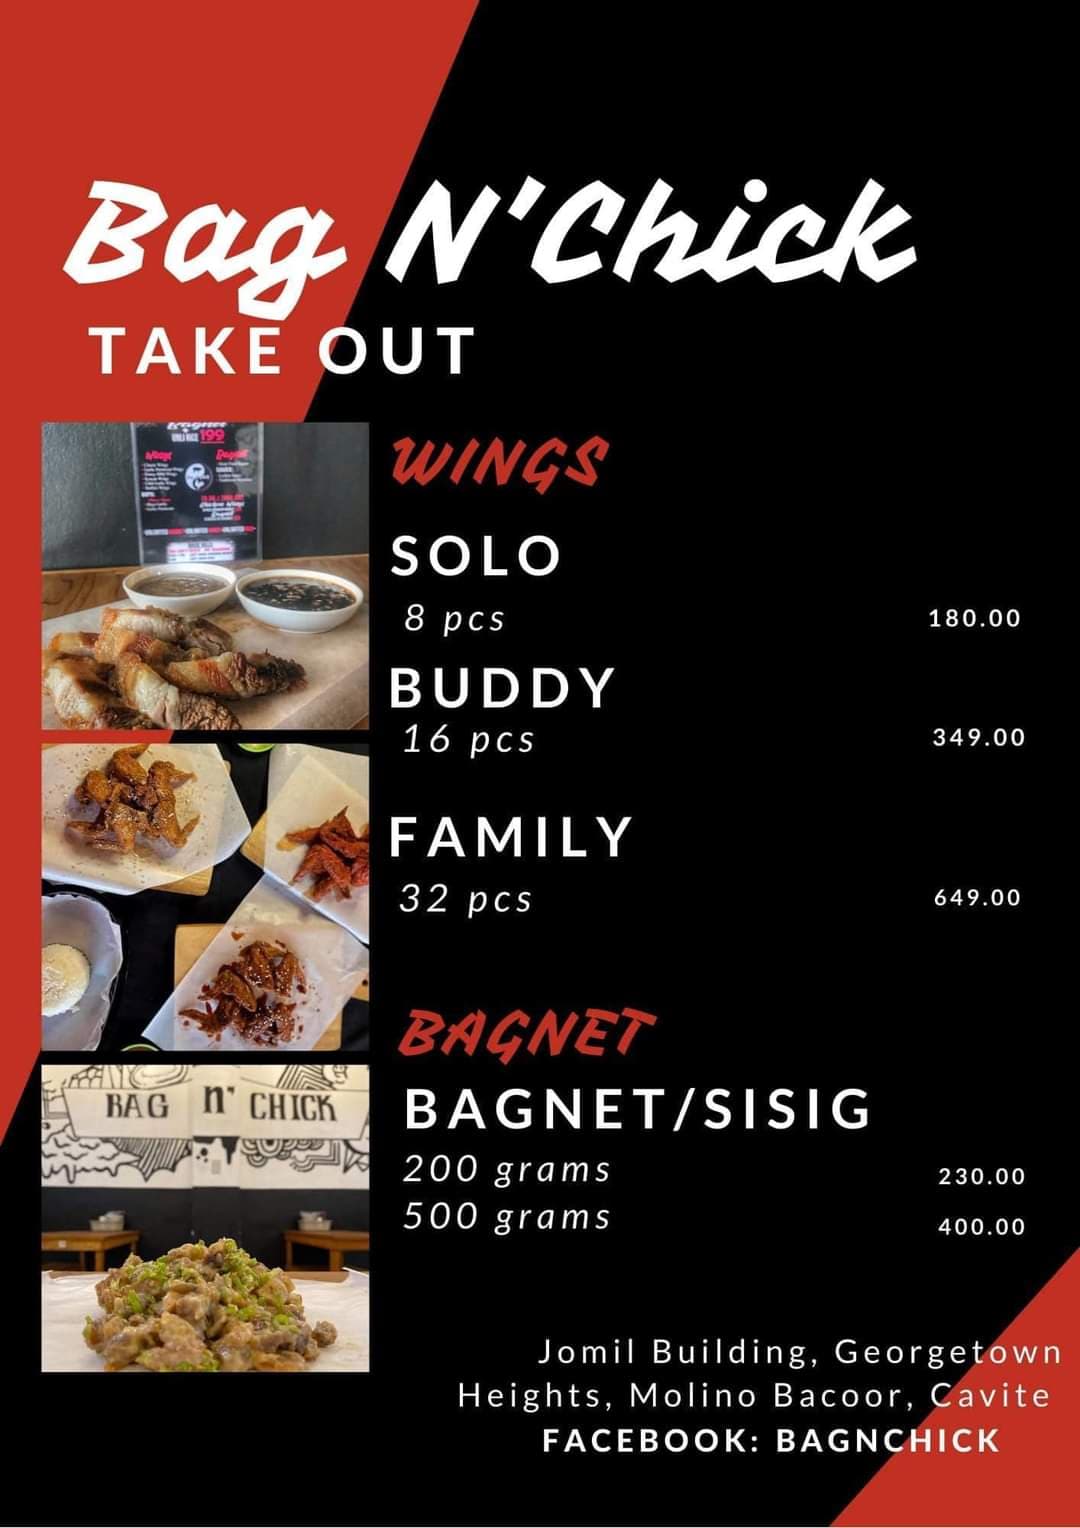 Bag N'Chick
TAKE OUT
199
WINGS
SOLO
8 pcs 180.00
BUDDY
16 pcs 349.00
FAMILY
32 pcs 649.00
BAGNET
BAGNET/SISIG
200 grams 230.00
500 grams 400.00
BAG n' CHICK
Jomil Building, Georgetown
Heights, Molino Bacoor, Cavite
FACEBOOK: BAGNCHICK